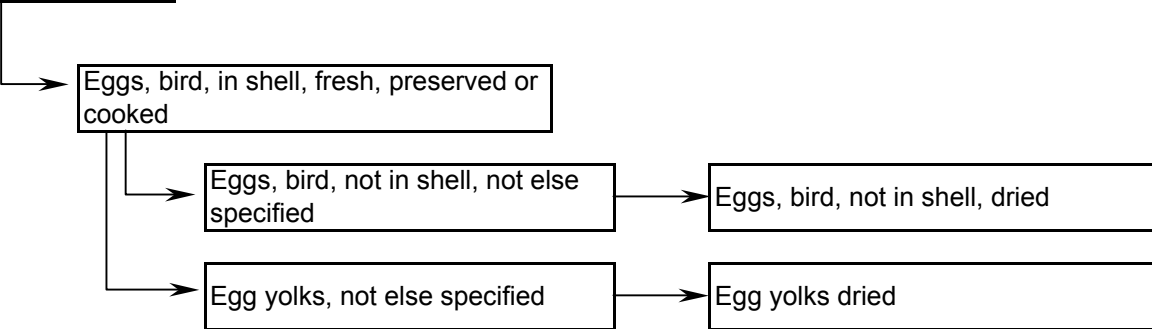 Eggs, bird, in shell, fresh, preserved or
cooked
Eggs, bird, not in shell, not else
specified
Eggs, bird, not in shell, dried
Egg yolks, not else specified
Egg yolks dried